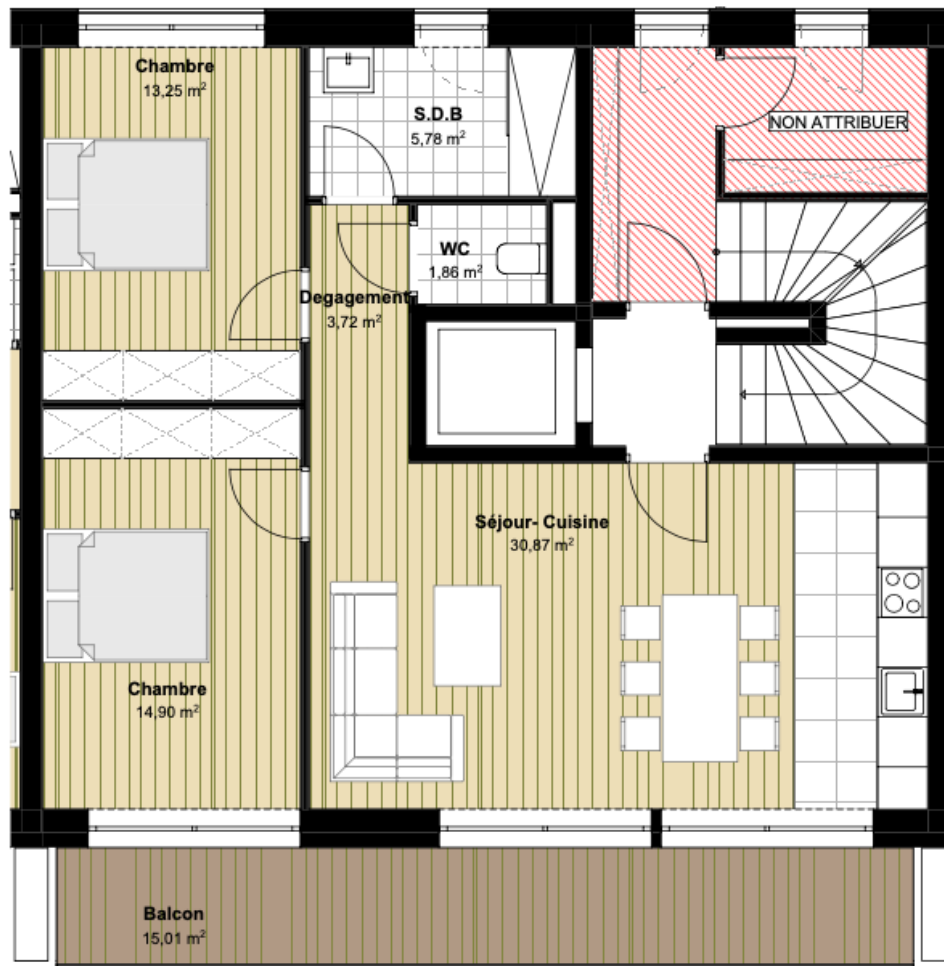 Chambre
13,25 m²
S.D.B
5,78 m²
NON ATTRIBUER
WC
1,86 m²
Degagement
3,72 m²
Séjour- Cuisine
30,87 m²
Chambre
14,90 m²
Balcon
15,01 m²